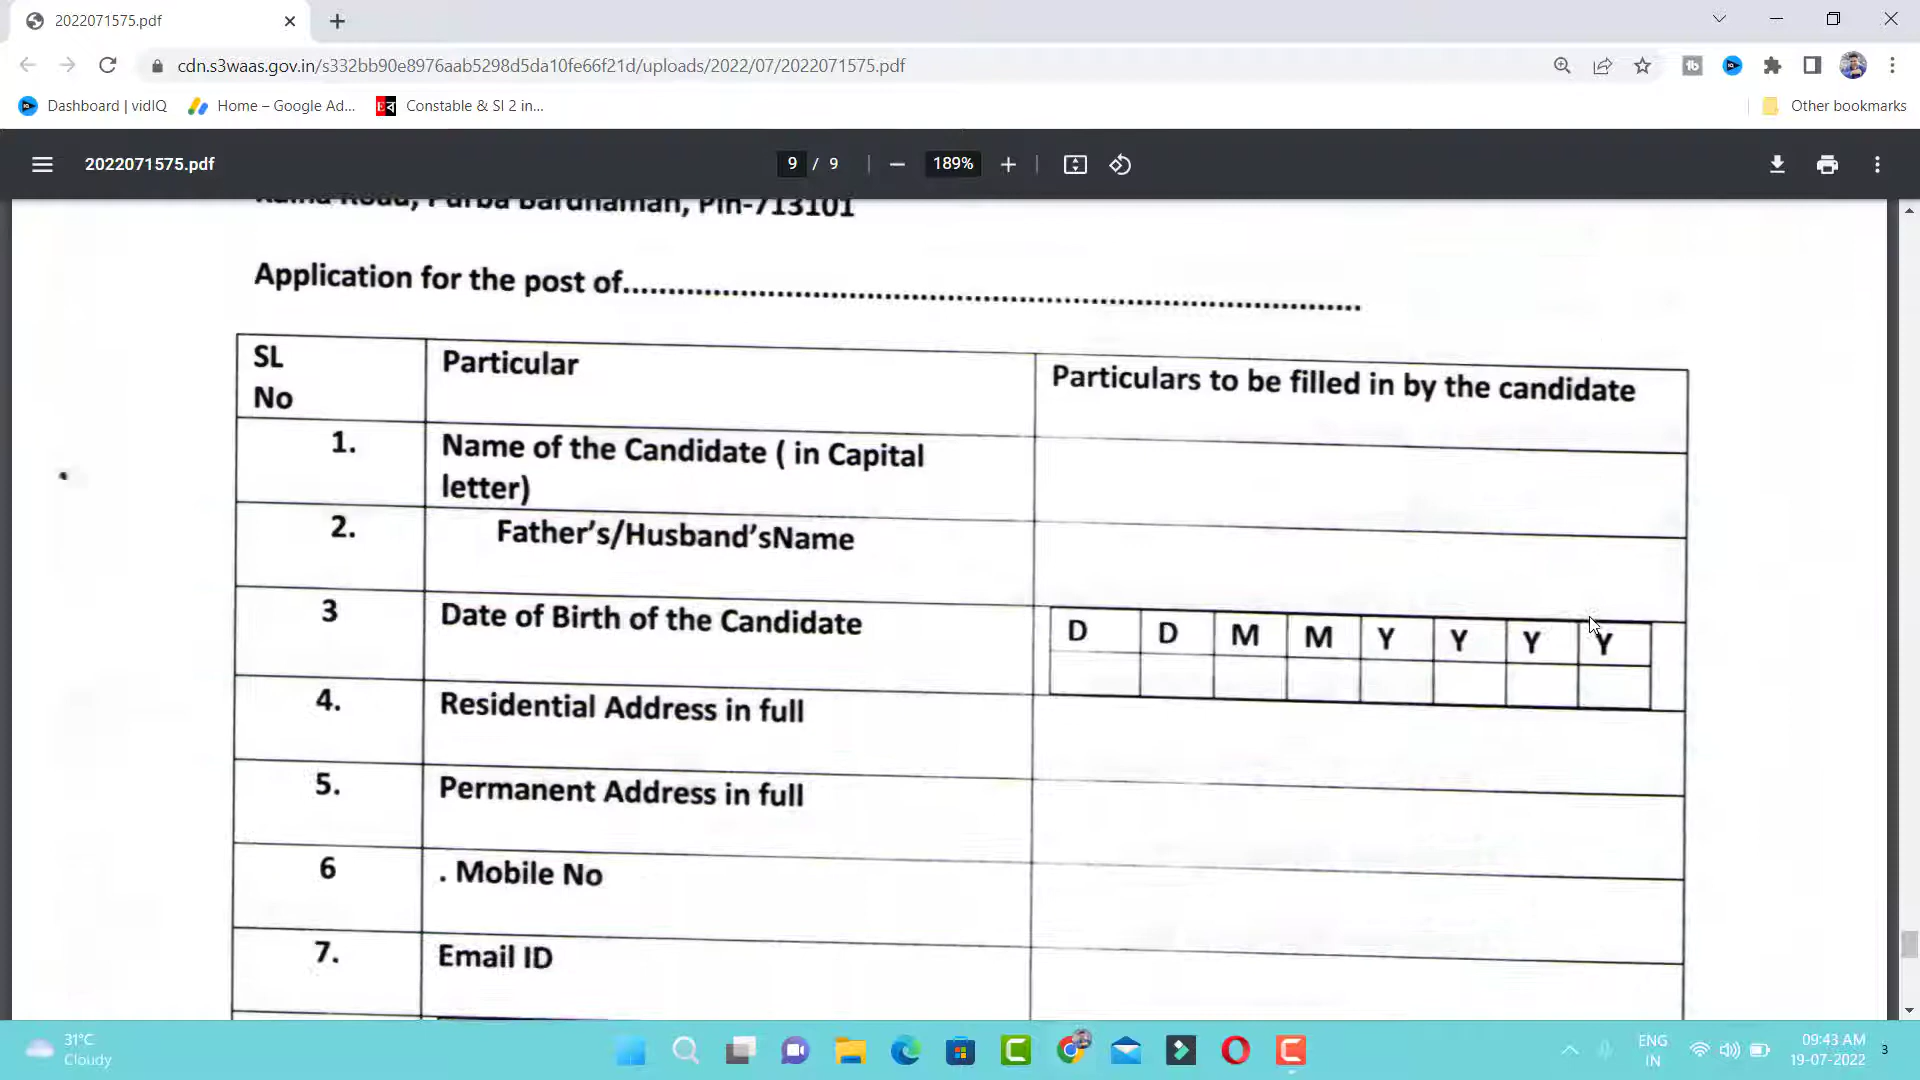 2022071575.pdf
cdn.s3waas.gov.in/s332bb90e8976aab5298d5da10fe66f21d/uploads/2022/07/2022071575.pdf
Dashboard | vidIQ
Home – Google Ad...
Constable & SI 2 in...
Other bookmarks
2022071575.pdf
9 / 9
189%
Kalna Road, Purba Bardhaman, Pin-713101
Application for the post of..........................................................................................
SL No
Particular
Particulars to be filled in by the candidate
1.
Name of the Candidate ( in Capital
letter)
2.
Father's/Husband'sName
3
Date of Birth of the Candidate
D D M M Y Y Y Y
4.
Residential Address in full
5.
Permanent Address in full
6
. Mobile No
7.
Email ID
31°C
Cloudy
ENG
IN
09:43 AM
19-07-2022
3